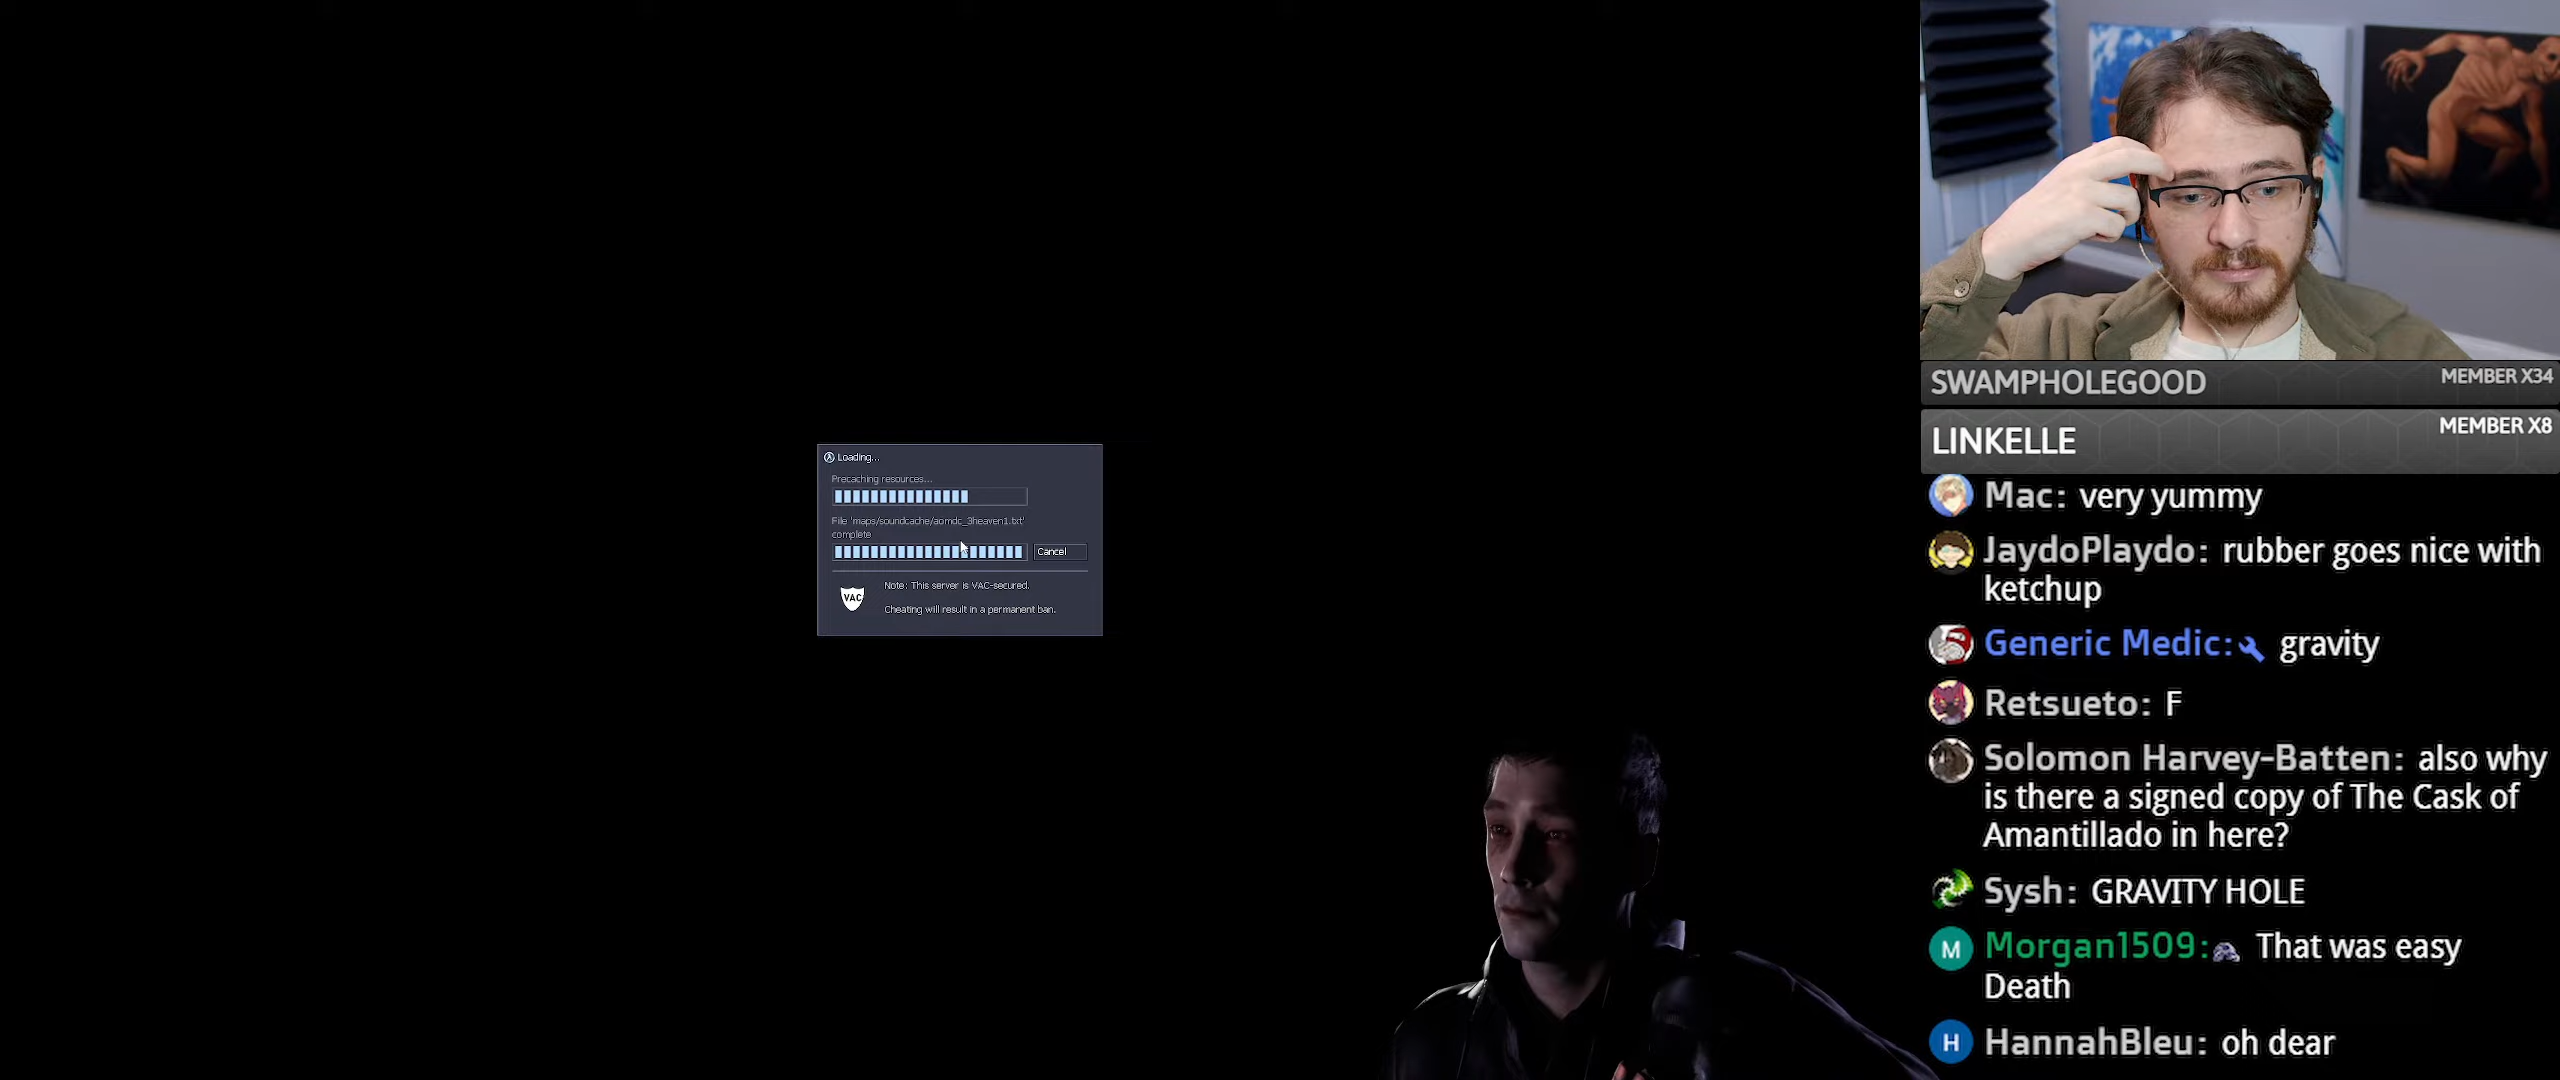 Loading...
Precaching resources...
File 'maps/soundcache/aomdc_3heaven1.txt'
complete
Cancel
VAC
Note: This server is VAC-secured.
Cheating will result in a permanent ban.
SWAMPHOLEGOOD MEMBER X34
LINKELLE MEMBER X8
Mac: very yummy
JaydoPlaydo: rubber goes nice with
ketchup
Generic Medic: gravity
Retsueto: F
Solomon Harvey-Batten: also why
is there a signed copy of The Cask of
Amantillado in here?
Sysh: GRAVITY HOLE
M Morgan1509: That was easy
Death
H HannahBleu: oh dear